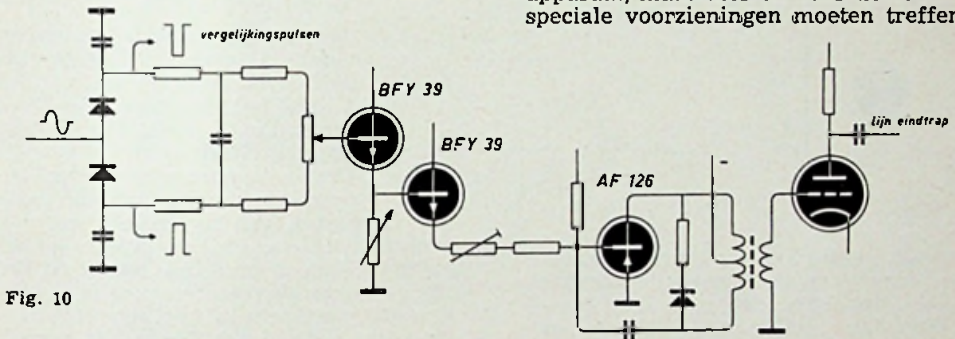 speciale voorzieningen moeten treffen
vergelijkingspulsen
BFY 39
BFY 39
lijn eindtrap
AF 126
Fig. 10